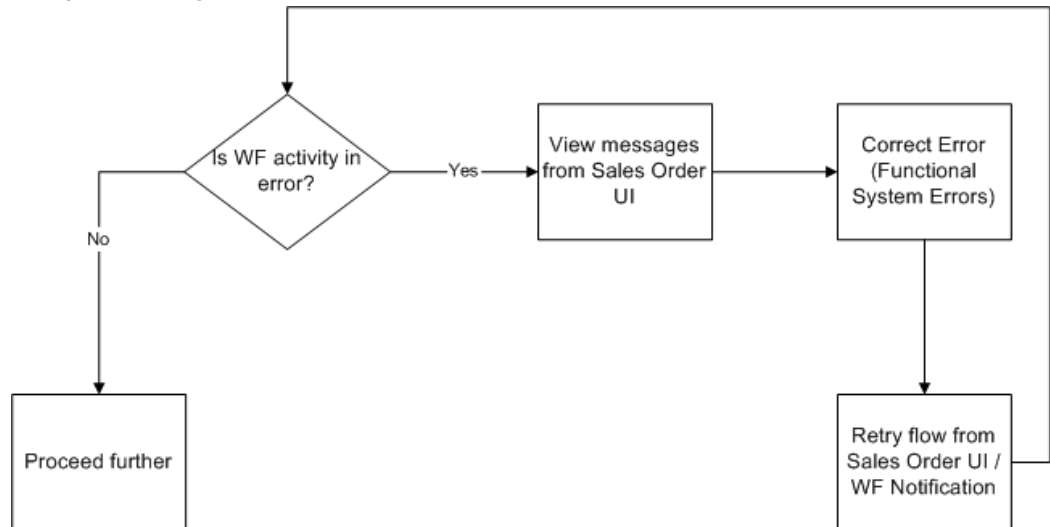 Is WF activity in
error?
Yes
View messages
from Sales Order
UI
Correct Error
(Functional
System Errors)
No
Proceed further
Retry flow from
Sales Order UI /
WF Notification